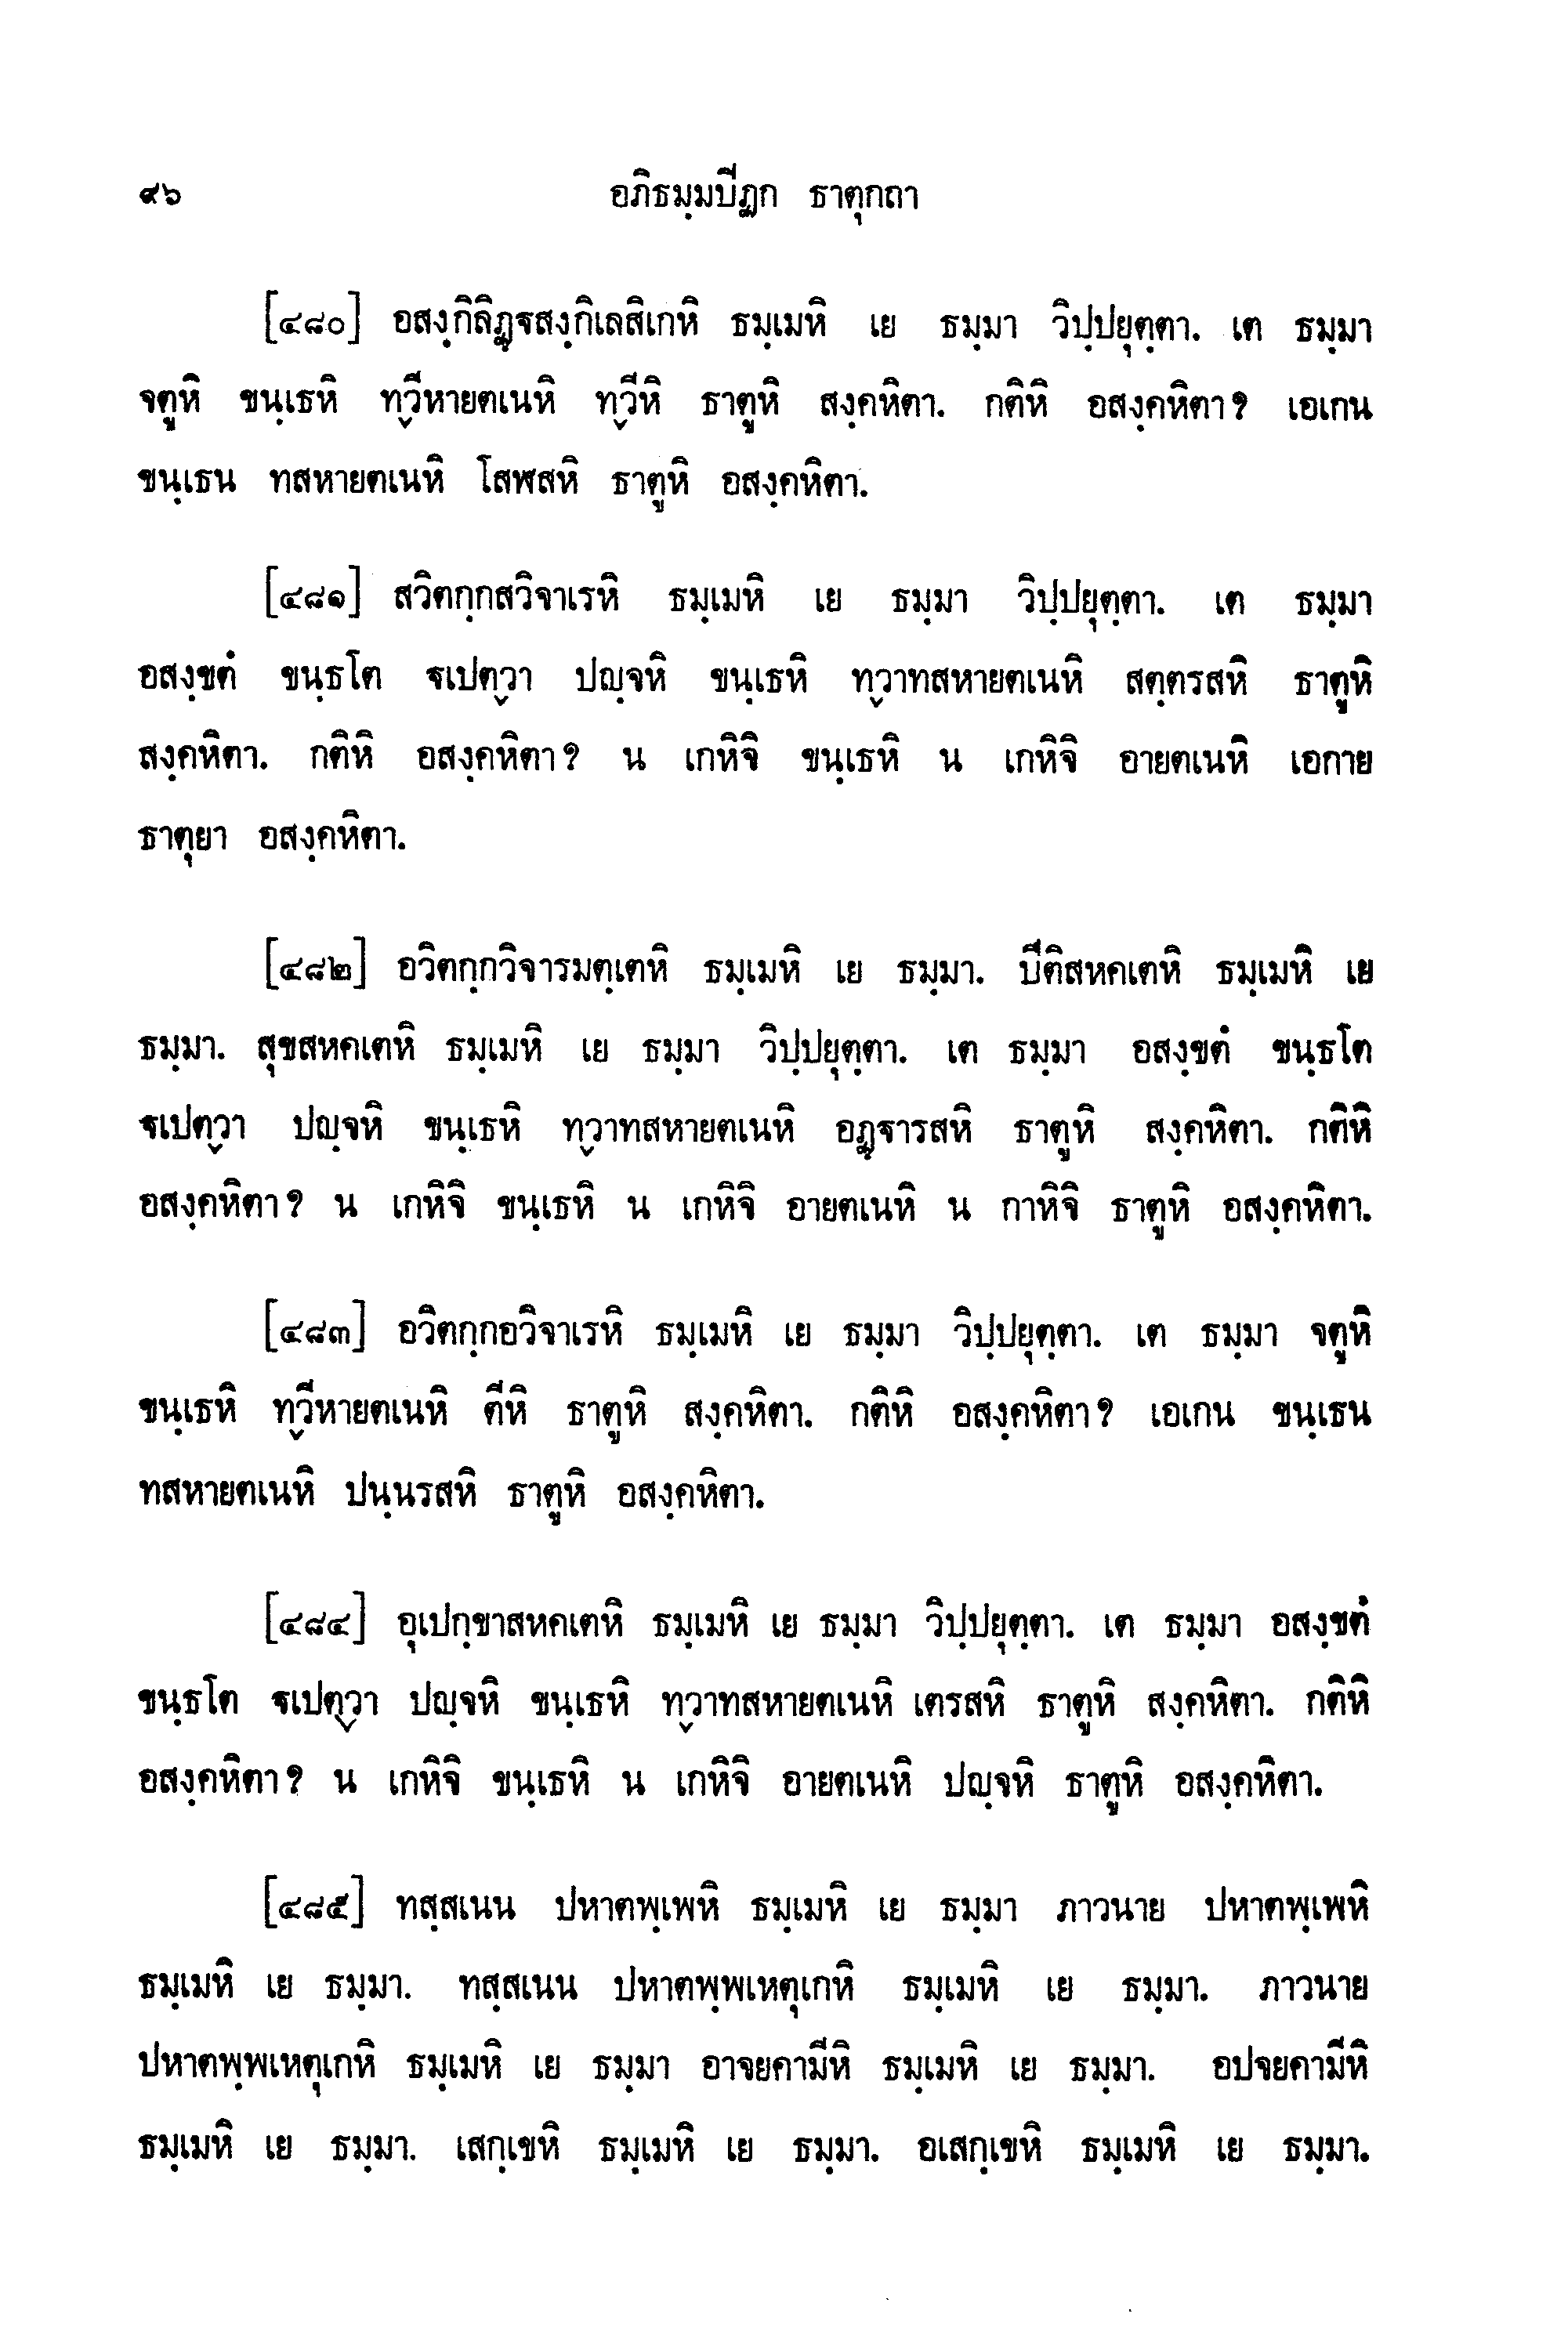 ๙๖ อภิธมฺมปีฏก ธาตุกถา
[๔๘๐] อสงฺกิลิฏฺฐสงฺกิเลสิเกหิ ธมฺเมหิ เย ธมฺมา วิปฺปยุตฺตา. เต ธมฺมา
จตูหิ ขนฺเธหิ ทฺวีหายตเนหิ ทฺวีหิ ธาตูหิ สงฺคหิตา. กติหิ อสงฺคหิตา? เอเกน
ขนฺเธน ทสหายตเนหิ โสฬสหิ ธาตูหิ อสงฺคหิตา.
[๔๘๑] สวิตกฺกสวิจาเรหิ ธมฺเมหิ เย ธมฺมา วิปฺปยุตฺตา. เต ธมฺมา
อสงฺขตํ ขนฺธโต ฐเปตฺวา ปญฺจหิ ขนฺเธหิ ทฺวาทสหายตเนหิ สตฺตรสหิ ธาตูหิ
สงฺคหิตา. กติหิ อสงฺคหิตา? น เกหิจิ ขนฺเธหิ น เกหิจิ อายตเนหิ เอกาย
ธาตุยา อสงฺคหิตา.
[๔๘๒] อวิตกฺกวิจารมตฺเตหิ ธมฺเมหิ เย ธมฺมา. ปีติสหคเตหิ ธมฺเมหิ เย
ธมฺมา. สุขสหคเตหิ ธมฺเมหิ เย ธมฺมา วิปฺปยุตฺตา. เต ธมฺมา อสงฺขตํ ขนฺธโต
ฐเปตฺวา ปญฺจหิ ขนฺเธหิ ทฺวาทสหายตเนหิ อฏฺฐารสหิ ธาตูหิ สงฺคหิตา. กติหิ
อสงฺคหิตา? น เกหิจิ ขนฺเธหิ น เกหิจิ อายตเนหิ น กาหิจิ ธาตูหิ อสงฺคหิตา.
[๔๘๓] อวิตกฺกอวิจาเรหิ ธมฺเมหิ เย ธมฺมา วิปฺปยุตฺตา. เต ธมฺมา จตูหิ
ขนฺเธหิ ทฺวีหายตเนหิ ตีหิ ธาตูหิ สงฺคหิตา. กติหิ อสงฺคหิตา? เอเกน ขนฺเธน
ทสหายตเนหิ ปนฺนรสหิ ธาตูหิ อสงฺคหิตา.
[๔๘๔] อุเปกฺขาสหคเตหิ ธมฺเมหิ เย ธมฺมา วิปฺปยุตฺตา. เต ธมฺมา อสงฺขตํ
ขนฺธโต ฐเปตฺวา ปญฺจหิ ขนฺเธหิ ทฺวาทสหายตเนหิ เตรสหิ ธาตูหิ สงฺคหิตา. กติหิ
อสงฺคหิตา? น เกหิจิ ขนฺเธหิ น เกหิจิ อายตเนหิ ปญฺจหิ ธาตูหิ อสงฺคหิตา.
[๔๘๕] ทสฺสเนน ปหาตพฺเพหิ ธมฺเมหิ เย ธมฺมา ภาวนาย ปหาตพฺเพหิ
ธมฺเมหิ เย ธมฺมา. ทสฺสเนน ปหาตพฺพเหตุเกหิ ธมฺเมหิ เย ธมฺมา. ภาวนาย
ปหาตพฺพเหตุเกหิ ธมฺเมหิ เย ธมฺมา อาจยคามีหิ ธมฺเมหิ เย ธมฺมา. อปจยคามีหิ
ธมฺเมหิ เย ธมฺมา. เสกฺเขหิ ธมฺเมหิ เย ธมฺมา. อเสกฺเขหิ ธมฺเมหิ เย ธมฺมา.